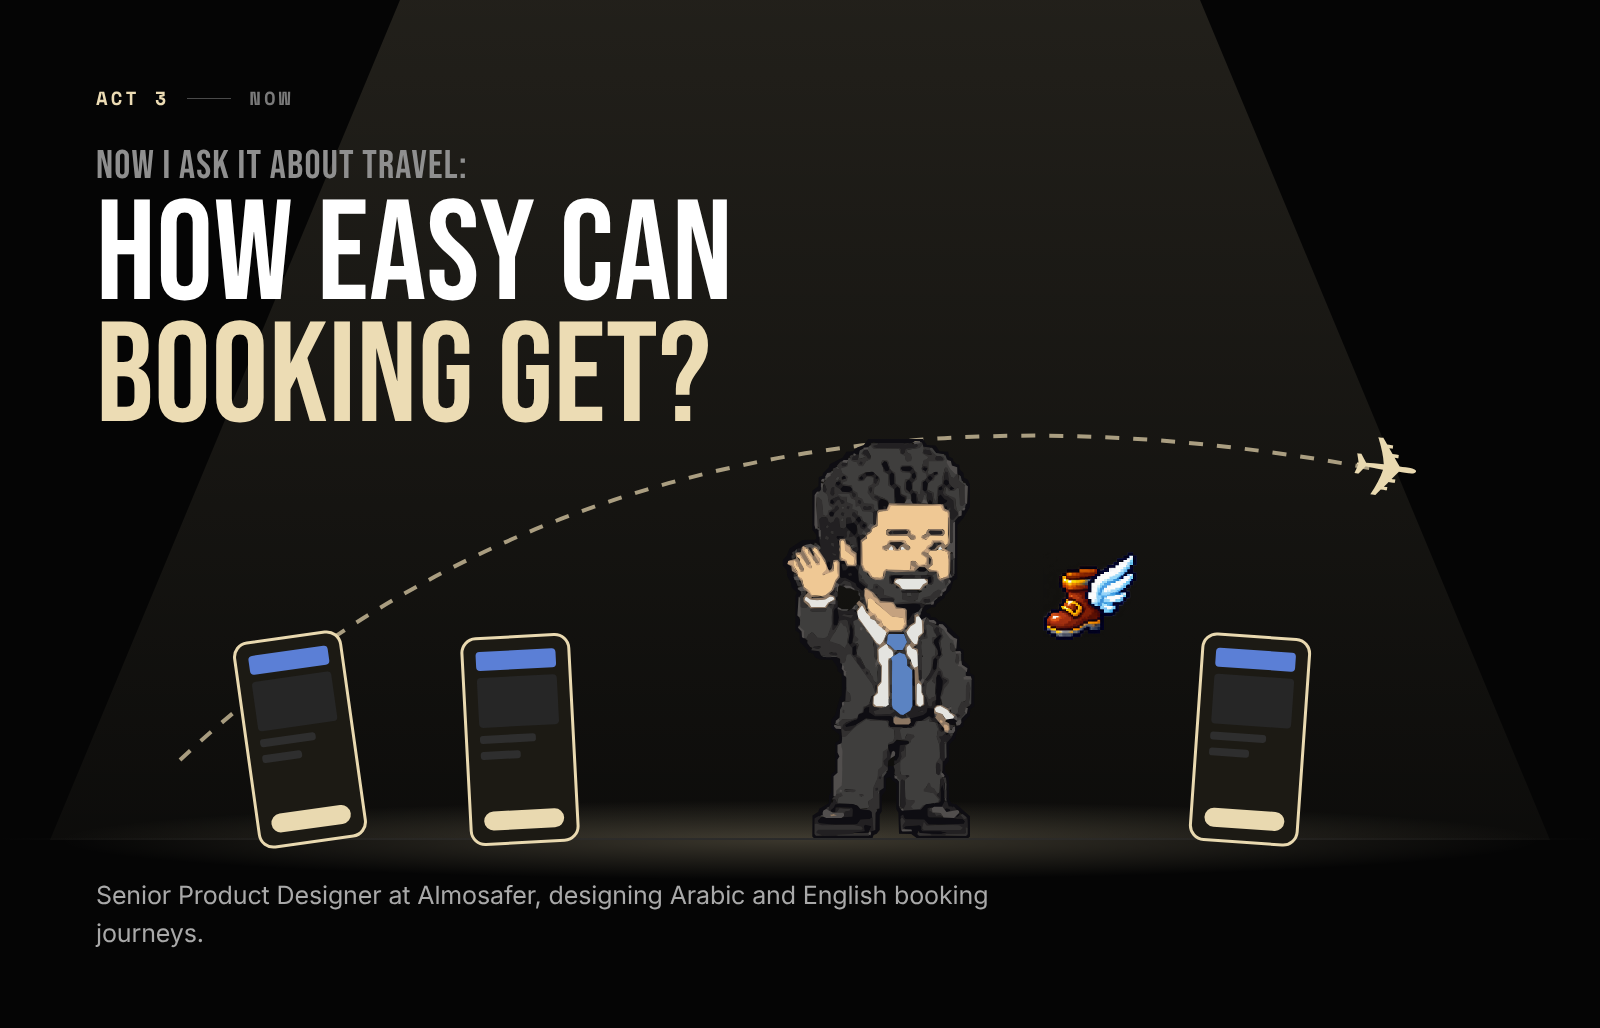 ACT 3 — NOW
NOW I ASK IT ABOUT TRAVEL:
HOW EASY CAN
BOOKING GET?
Senior Product Designer at Almosafer, designing Arabic and English booking
journeys.